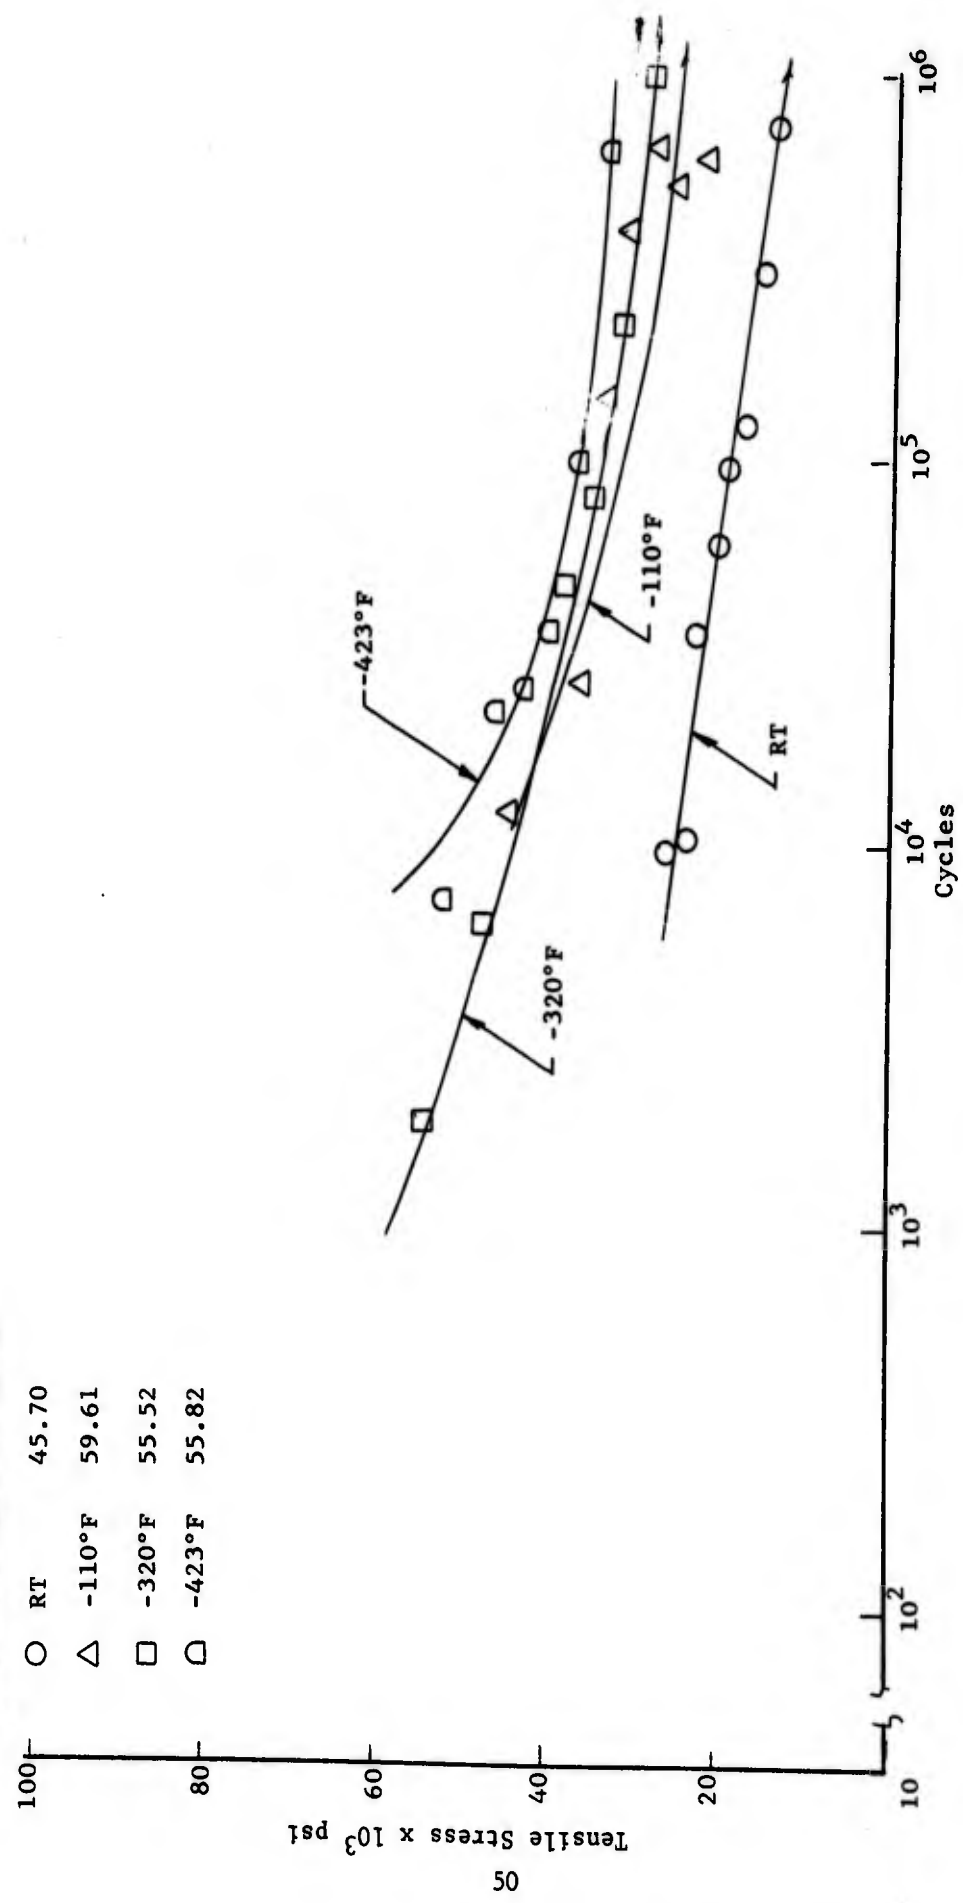 RT 45.70
-110°F 59.61
-320°F 55.52
-423°F 55.82
100
80
60
40
20
Tensile Stress x 10³ psi
-423°F
-320°F
-110°F
RT
10
10²
10³
10⁴
10⁵
10⁶
Cycles
50